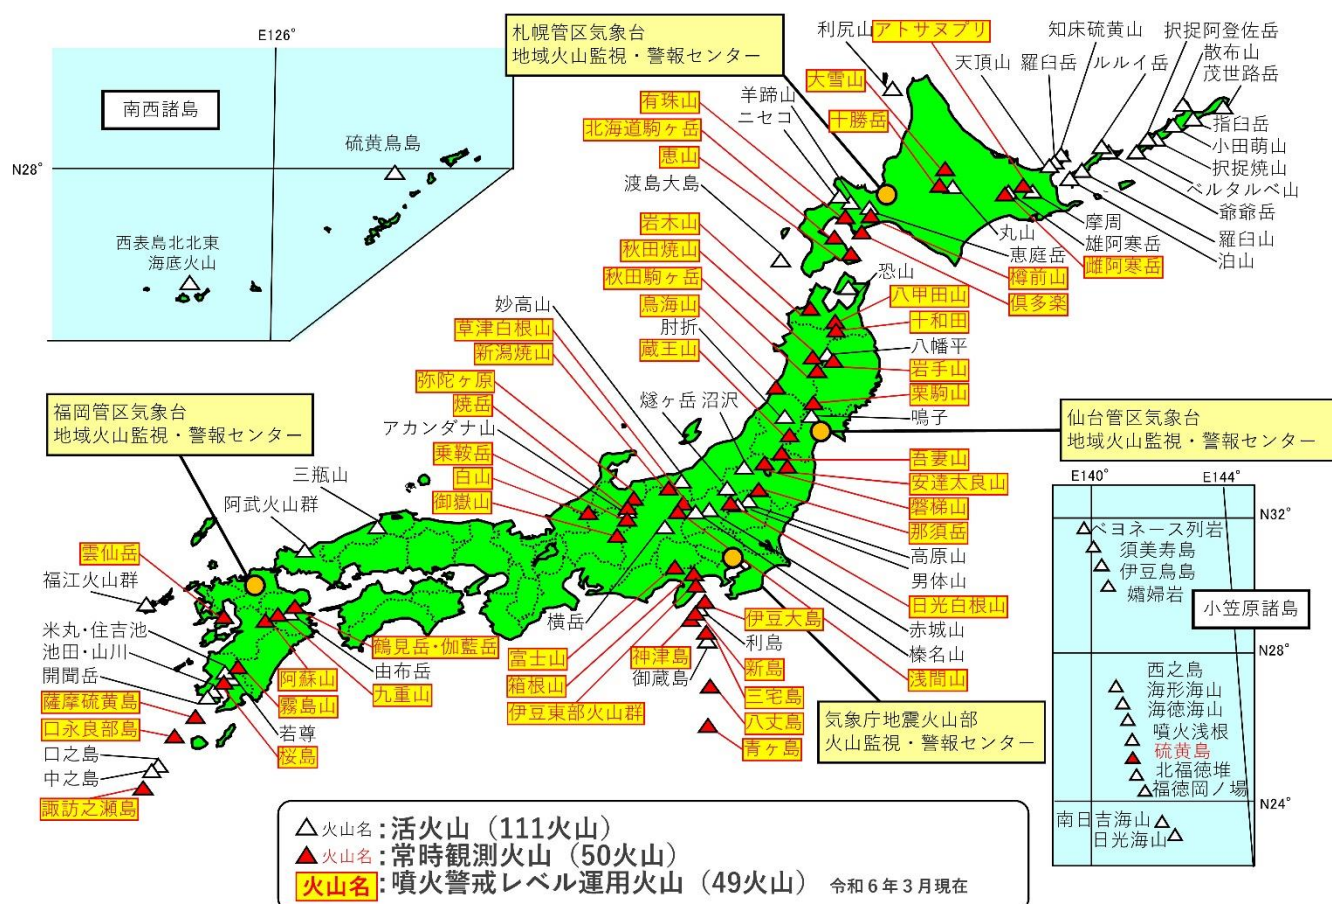 E126°
南西諸島
硫黄鳥島
N28°
西表島北北東
海底火山
札幌管区気象台
地域火山監視・警報センター
利尻山
アトサヌプリ
大雪山
十勝岳
知床硫黄山
天頂山
羅臼岳
ルルイ岳
択捉阿登佐岳
散布山
茂世路岳
指臼岳
小田萌山
択捉焼山
ベルタルベ山
爺爺岳
羅臼山
泊山
有珠山
北海道駒ヶ岳
恵山
渡島大島
羊蹄山
ニセコ
摩周
雄阿寒岳
雌阿寒岳
丸山
恵庭岳
樽前山
倶多楽
岩木山
秋田焼山
秋田駒ヶ岳
鳥海山
肘折
蔵王山
恐山
八甲田山
十和田
八幡平
岩手山
栗駒山
鳴子
妙高山
草津白根山
新潟焼山
弥陀ヶ原
焼岳
アカンダナ山
乗鞍岳
白山
御嶽山
燧ヶ岳
沼沢
仙台管区気象台
地域火山監視・警報センター
吾妻山
安達太良山
磐梯山
那須岳
高原山
男体山
日光白根山
赤城山
榛名山
浅間山
横岳
福岡管区気象台
地域火山監視・警報センター
三瓶山
阿武火山群
雲仙岳
福江火山群
米丸・住吉池
池田・山川
開聞岳
薩摩硫黄島
口永良部島
口之島
中之島
諏訪之瀬島
鶴見岳・伽藍岳
由布岳
九重山
阿蘇山
霧島山
若尊
桜島
富士山
箱根山
伊豆東部火山群
伊豆大島
利島
新島
神津島
御蔵島
三宅島
八丈島
青ヶ島
気象庁地震火山部
火山監視・警報センター
E140°
E144°
N32°
ベヨネース列岩
須美寿島
伊豆鳥島
孀婦岩
小笠原諸島
N28°
西之島
海形海山
海徳海山
噴火浅根
硫黄島
北福徳堆
福徳岡ノ場
N24°
南日吉海山
日光海山
火山名:活火山（111火山）
火山名:常時観測火山（50火山）
火山名:噴火警戒レベル運用火山（49火山） 令和６年３月現在